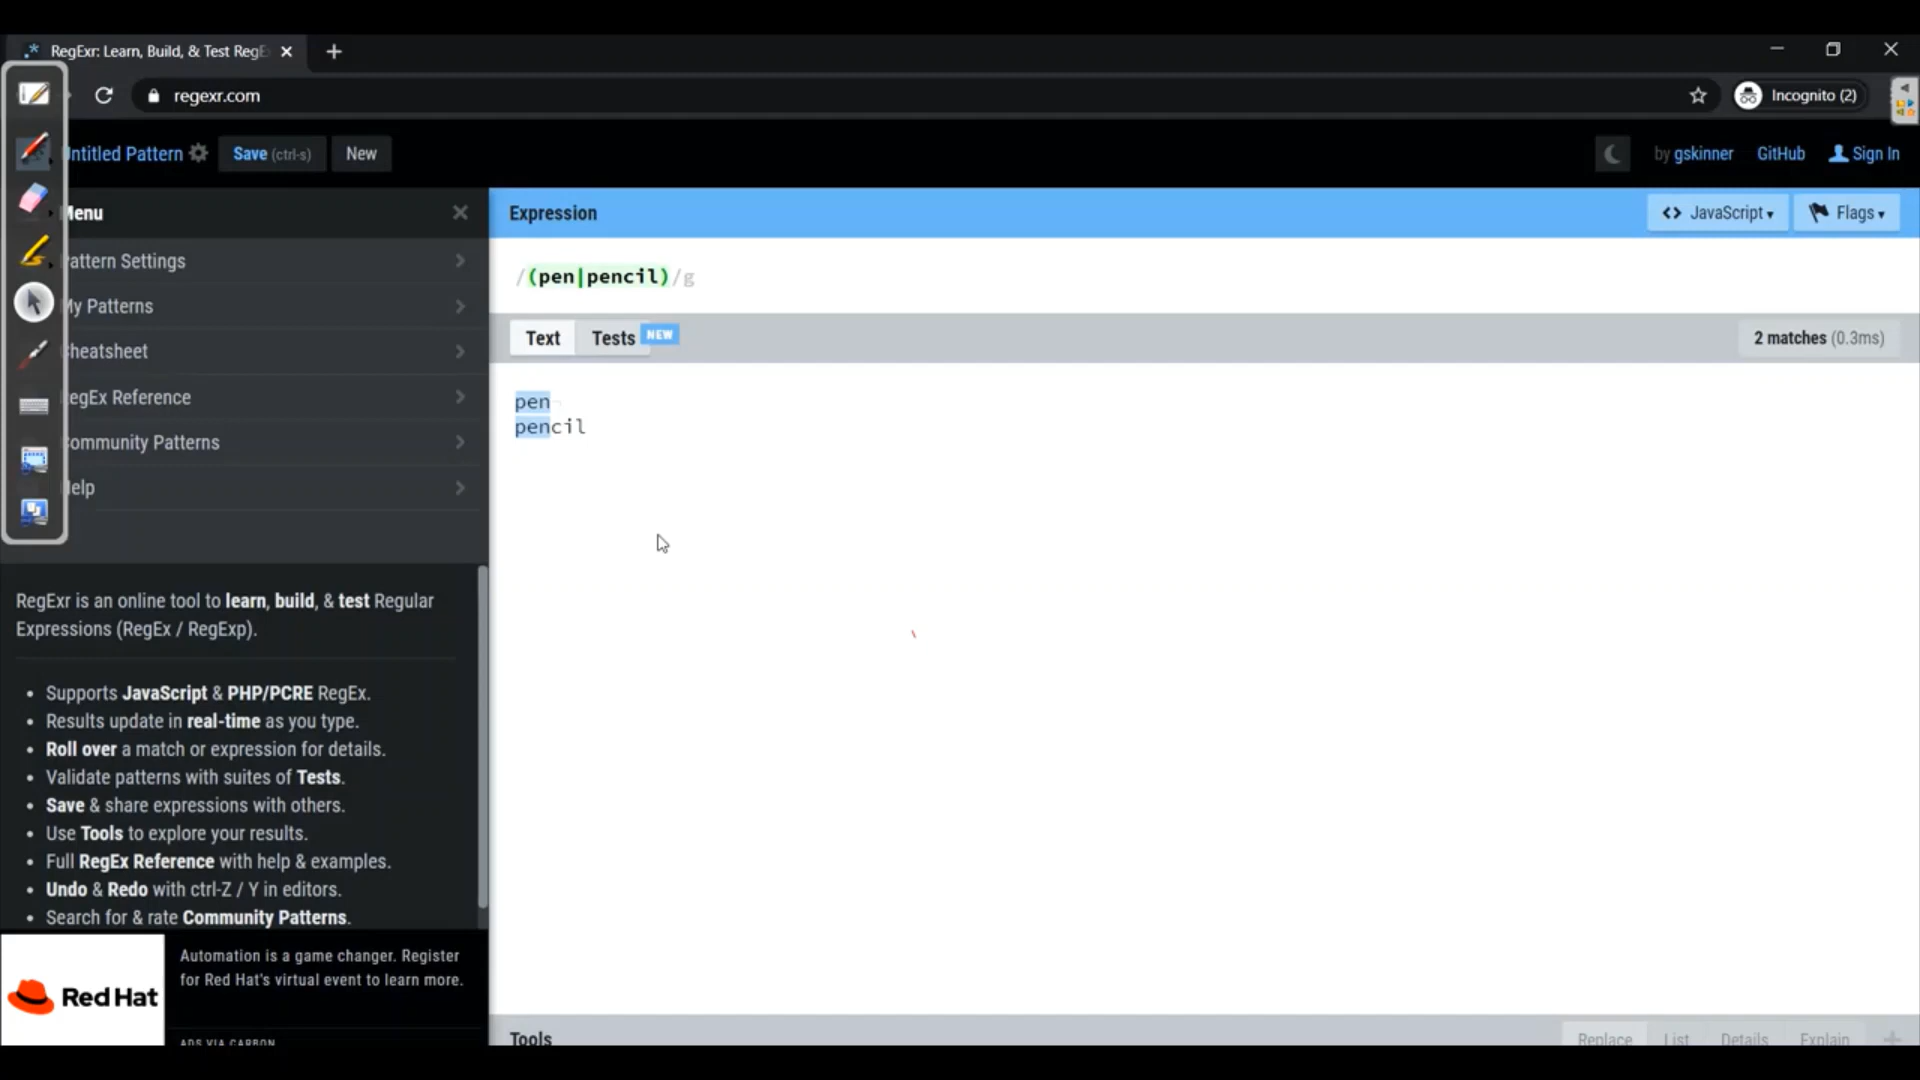 RegExr: Learn, Build, & Test RegE
regexr.com
Incognito (2)
ntitled Pattern
Save (ctrl-s)
New
by gskinner
GitHub
Sign In
Menu
Expression
JavaScript
Flags
attern Settings
/(pen|pencil)/g
My Patterns
Text
Tests
NEW
2 matches (0.3ms)
heatsheet
egEx Reference
pen
pencil
ommunity Patterns
elp
RegExr is an online tool to learn, build, & test Regular
Expressions (RegEx / RegExp).
• Supports JavaScript & PHP/PCRE RegEx.
• Results update in real-time as you type.
• Roll over a match or expression for details.
• Validate patterns with suites of Tests.
• Save & share expressions with others.
• Use Tools to explore your results.
• Full RegEx Reference with help & examples.
• Undo & Redo with ctrl-Z / Y in editors.
• Search for & rate Community Patterns.
Red Hat
Automation is a game changer. Register
for Red Hat's virtual event to learn more.
ADS VIA CARBON
Tools
Replace
List
Details
Explain